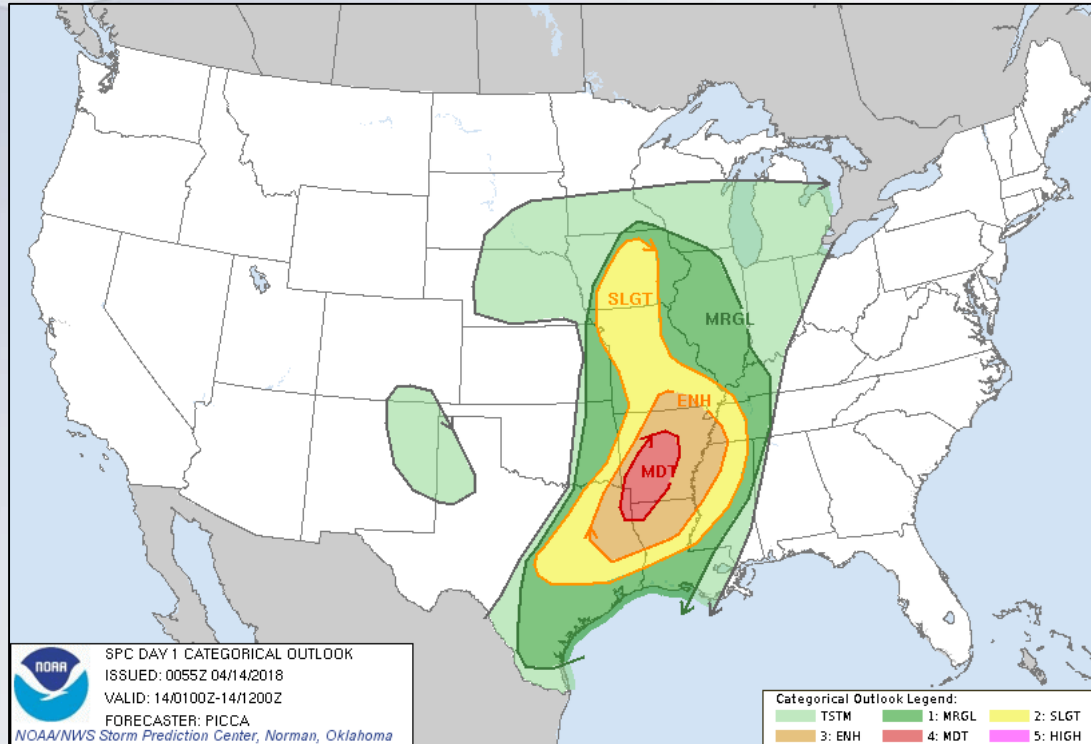 SLGT
MRGL
ENH
MDT
NOAA
SPC DAY 1 CATEGORICAL OUTLOOK
ISSUED: 0055Z 04/14/2018
VALID: 14/0100Z-14/1200Z
FORECASTER: PICCA
NOAA/NWS Storm Prediction Center, Norman, Oklahoma
Categorical Outlook Legend:
TSTM 1: MRGL 2: SLGT
3: ENH 4: MDT 5: HIGH